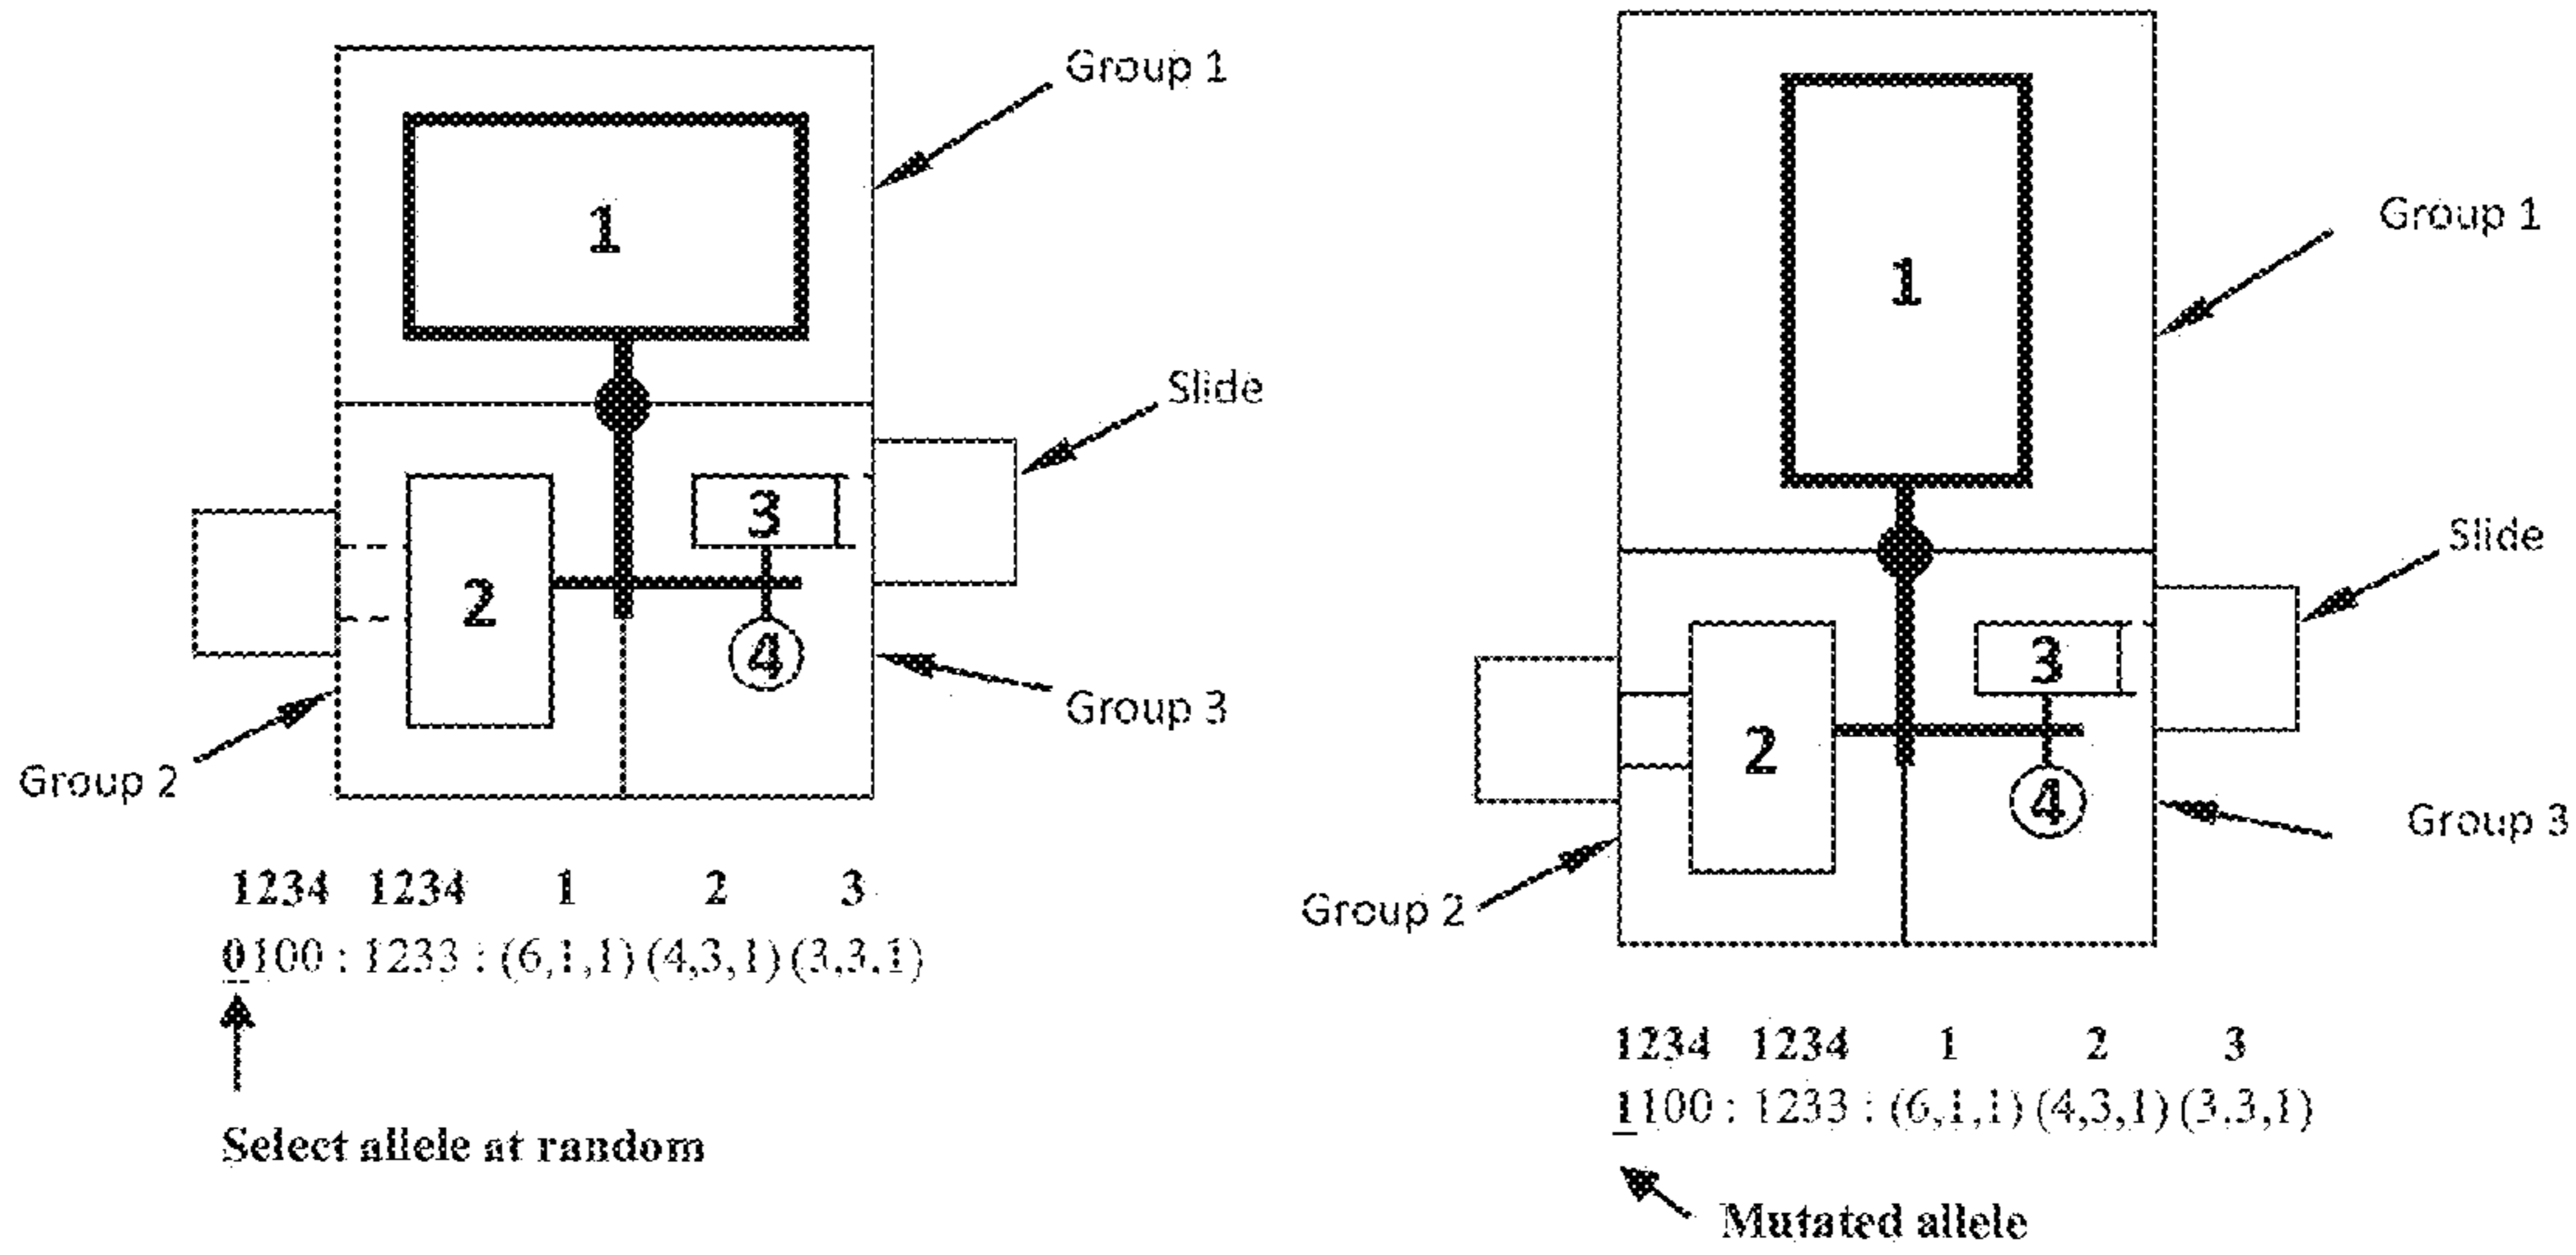 Group 1
1
Slide
3
2
4
Group 3
Group 2
1234 1234 1 2 3
0100 : 1233 : (6,1,1) (4,3,1) (3,3,1)
Select allele at random
Group 1
1
Slide
3
2
4
Group 3
Group 2
1234 1234 1 2 3
1100 : 1233 : (6,1,1) (4,3,1) (3,3,1)
Mutated allele